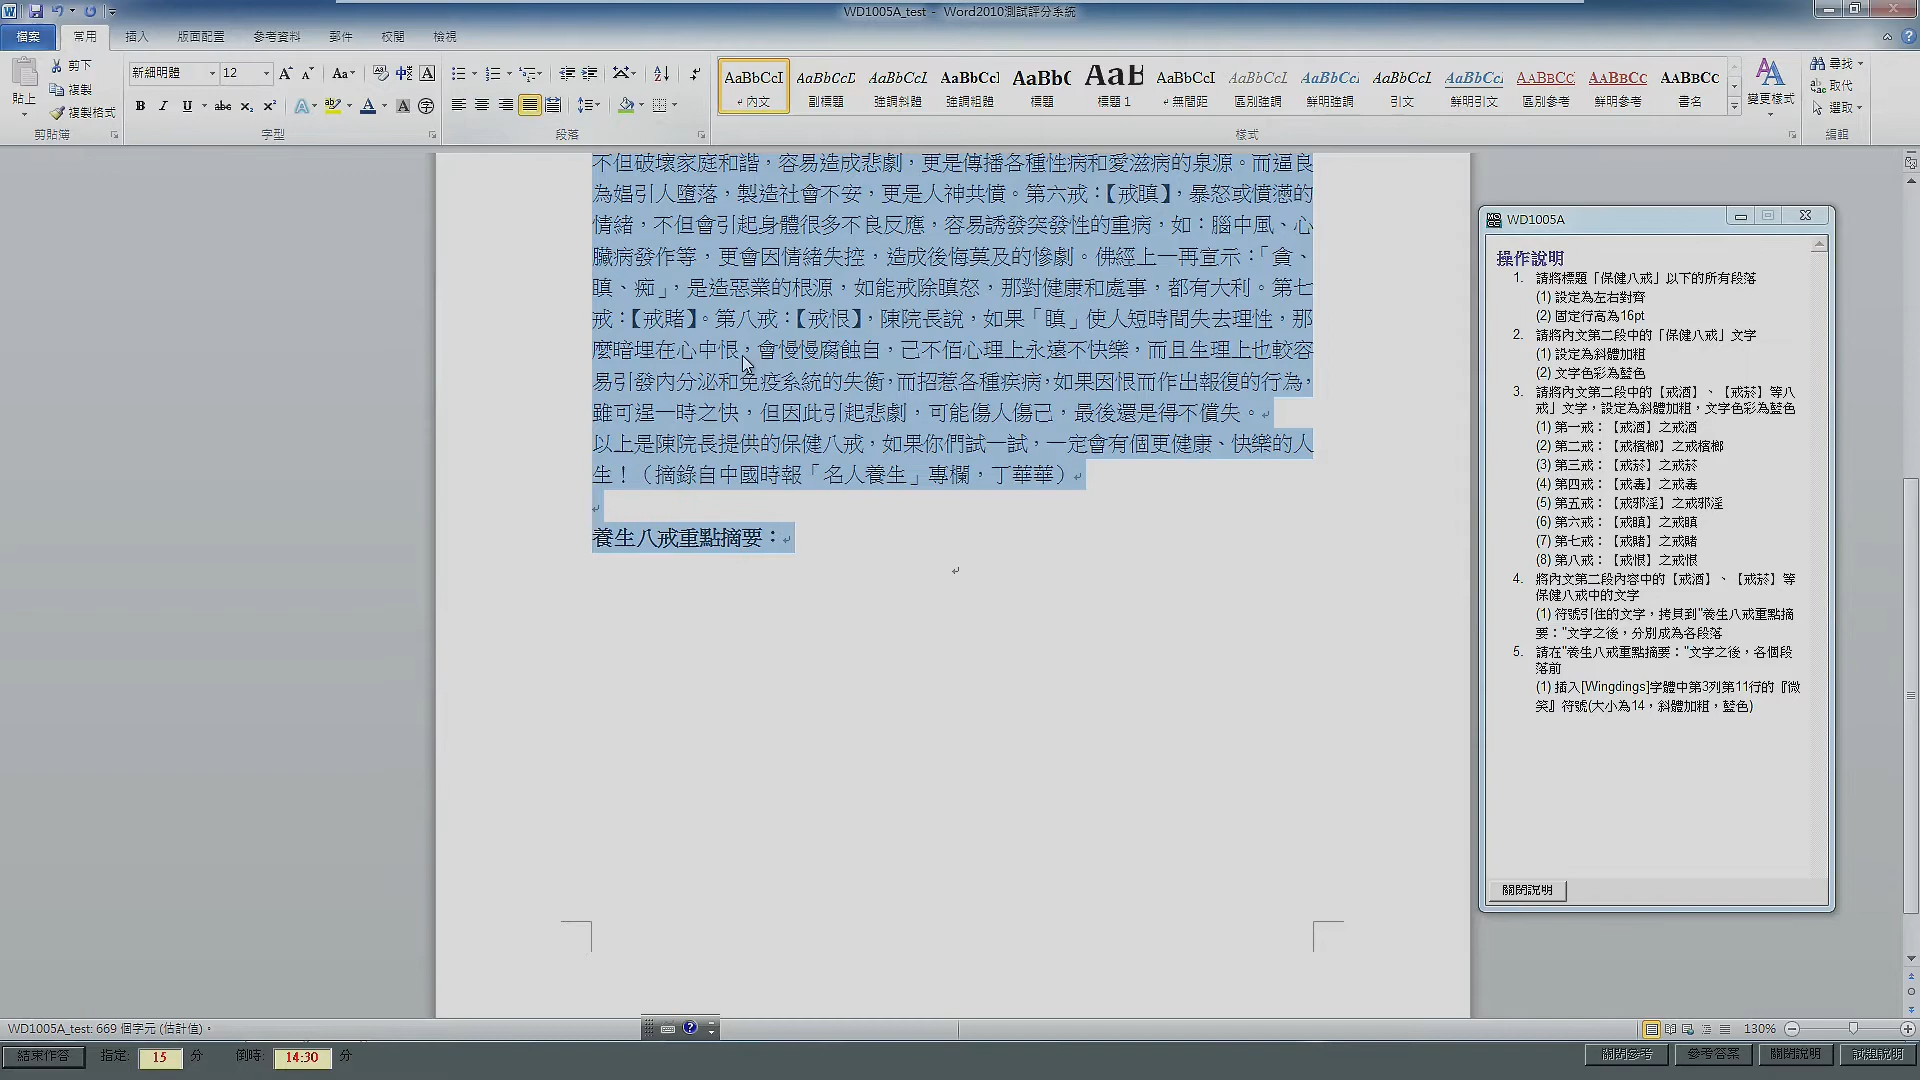 WD1005A_test - Word2010測試評分系統
檔案 常用 插入 版面配置 參考資料 郵件 校閱 檢視
貼上 剪下 複製 複製格式 剪貼簿
新細明體 12 字型
段落
AaBbCcI 內文
AaBbCcD 副標題
AaBbCcI 強調斜體
AaBbCcI 強調粗體
AaBbC 標題
AaB 標題 1
AaBbCcI 無間距
AaBbCcI 區別強調
AaBbCcI 鮮明強調
AaBbCcI 引文
AaBbCcI 鮮明引文
AABBCC 區別參考
AABBCC 鮮明參考
AABBCC 書名
樣式
變更樣式
尋找 取代 選取 編輯
不但破壞家庭和諧，容易造成悲劇，更是傳播各種性病和愛滋病的泉源。而逼良
為娼引人墮落，製造社會不安，更是人神共憤。第六戒：【戒瞋】，暴怒或憤懣的
情緒，不但會引起身體很多不良反應，容易誘發突發性的重病，如：腦中風、心
臟病發作等，更會因情緒失控，造成後悔莫及的慘劇。佛經上一再宣示：「貪、
瞋、痴」，是造惡業的根源，如能戒除瞋怒，那對健康和處事，都有大利。第七
戒：【戒賭】。第八戒：【戒恨】，陳院長說，如果「瞋」使人短時間失去理性，那
麼暗埋在心中恨，會慢慢腐蝕自，己不佰心理上永遠不快樂，而且生理上也較容
易引發內分泌和免疫系統的失衡，而招惹各種疾病，如果因恨而作出報復的行為，
雖可逞一時之快，但因此引起悲劇，可能傷人傷己，最後還是得不償失。
以上是陳院長提供的保健八戒，如果你們試一試，一定會有個更健康、快樂的人
生！（摘錄自中國時報「名人養生」專欄，丁華華）
養生八戒重點摘要：
WD1005A
操作說明
1. 請將標題「保健八戒」以下的所有段落
(1) 設定為左右對齊
(2) 固定行高為16pt
2. 請將內文第二段中的「保健八戒」文字
(1) 設定為斜體加粗
(2) 文字色彩為藍色
3. 請將內文第二段中的【戒酒】、【戒菸】等八
戒」文字，設定為斜體加粗，文字色彩為藍色
(1) 第一戒：【戒酒】之戒酒
(2) 第二戒：【戒檳榔】之戒檳榔
(3) 第三戒：【戒菸】之戒菸
(4) 第四戒：【戒毒】之戒毒
(5) 第五戒：【戒邪淫】之戒邪淫
(6) 第六戒：【戒瞋】之戒瞋
(7) 第七戒：【戒賭】之戒賭
(8) 第八戒：【戒恨】之戒恨
4. 將內文第二段內容中的【戒酒】、【戒菸】等
保健八戒中的文字
(1) 符號引住的文字，拷貝到"養生八戒重點摘
要："文字之後，分別成為各段落
5. 請在"養生八戒重點摘要："文字之後，各個段
落前
(1) 插入[Wingdings]字體中第3列第11行的『微
笑』符號(大小為14，斜體加粗，藍色)
關閉說明
WD1005A_test: 669 個字元 (估計值)。
130%
結束作答 指定: 15 分 倒時: 14:30 分
關閉參考 參考答案 關閉說明 試題說明